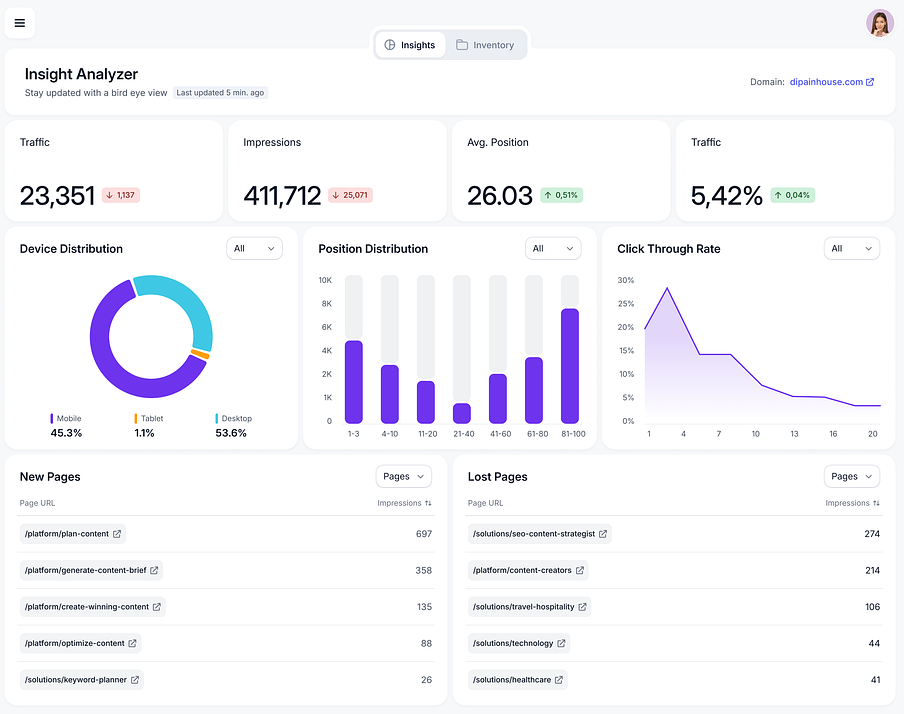 Insights
Inventory
Insight Analyzer
Stay updated with a bird eye view
Last updated 5 min. ago
Domain: dipainhouse.com
Traffic
23,351
1,137
Impressions
411,712
25,071
Avg. Position
26.03
0,51%
Traffic
5,42%
0,04%
Device Distribution
All
Mobile
45.3%
Tablet
1.1%
Desktop
53.6%
Position Distribution
All
10K
8K
6K
4K
2K
1K
0
1-3 4-10 11-20 21-40 41-60 61-80 81-100
Click Through Rate
All
30%
25%
20%
15%
10%
5%
0%
1 4 7 10 13 16 20
New Pages
Pages
Page URL Impressions
/platform/plan-content 697
/platform/generate-content-brief 358
/platform/create-winning-content 135
/platform/optimize-content 88
/solutions/keyword-planner 26
Lost Pages
Pages
Page URL Impressions
/solutions/seo-content-strategist 274
/platform/content-creators 214
/solutions/travel-hospitality 106
/solutions/technology 44
/solutions/healthcare 41